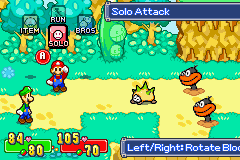 Solo Attack
RUN
ITEM
BROS
SOLO
A
84
80
105
70
Left/Right: Rotate Bloc